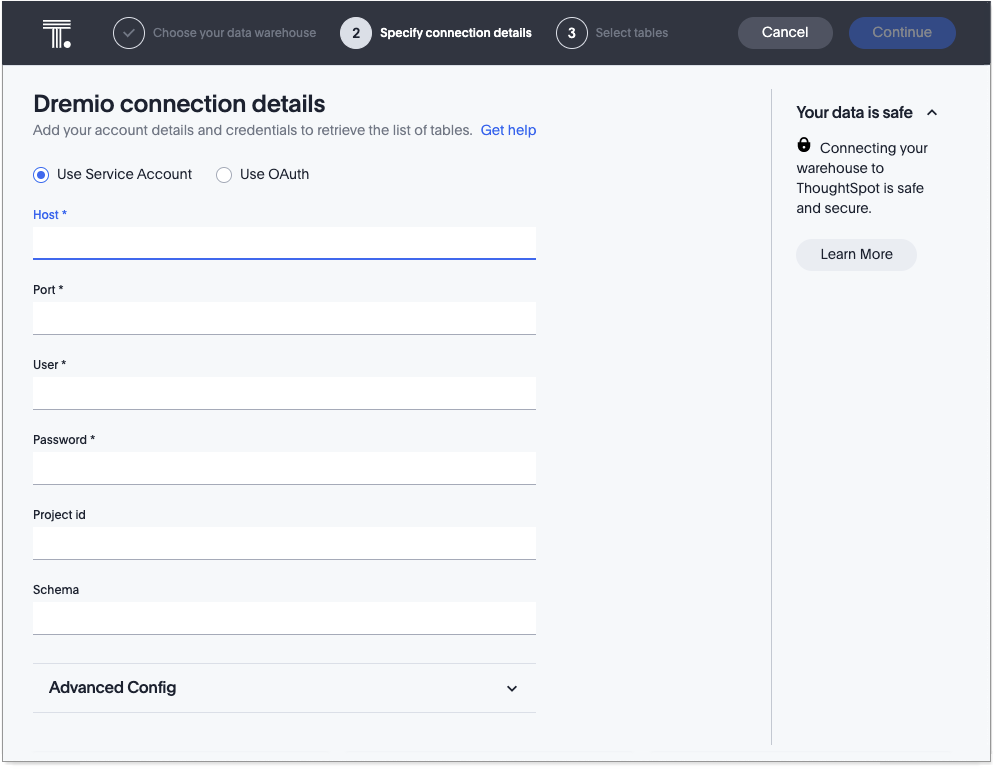 T.
Choose your data warehouse
2 Specify connection details
3 Select tables
Cancel
Continue
Dremio connection details
Add your account details and credentials to retrieve the list of tables. Get help
Use Service Account
Use OAuth
Host *
Port *
User *
Password *
Project id
Schema
Advanced Config
Your data is safe
Connecting your
warehouse to
ThoughtSpot is safe
and secure.
Learn More